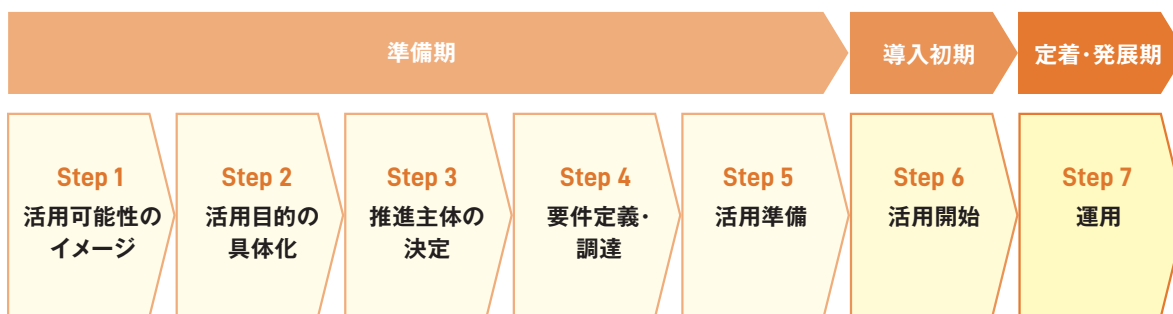 準備期
導入初期
定着・発展期
Step 1
活用可能性の
イメージ
Step 2
活用目的の
具体化
Step 3
推進主体の
決定
Step 4
要件定義・
調達
Step 5
活用準備
Step 6
活用開始
Step 7
運用